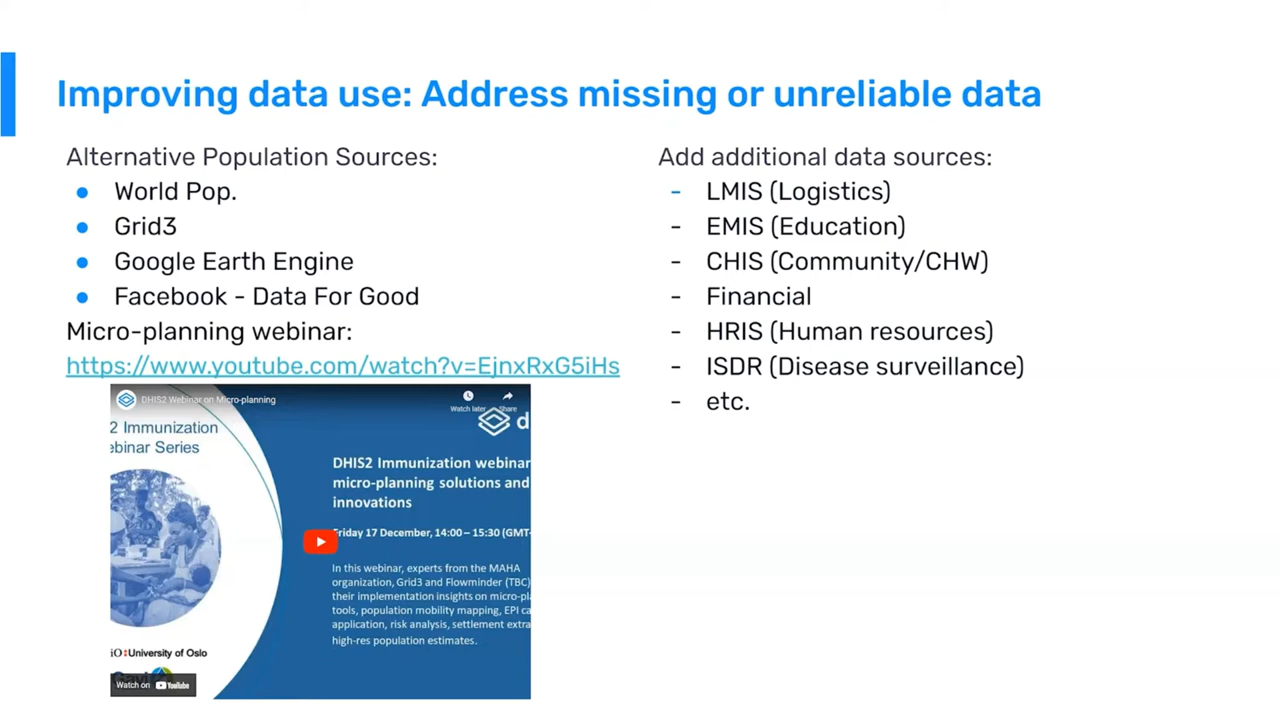 Improving data use: Address missing or unreliable data
Alternative Population Sources:
● World Pop.
● Grid3
● Google Earth Engine
● Facebook - Data For Good
Micro-planning webinar:
https://www.youtube.com/watch?v=EjnxRxG5iHs
DHIS2 Webinar on Micro-planning
Watch later
Share
2 Immunization
ebinar Series
d
DHIS2 Immunization webinar
micro-planning solutions and
innovations
Friday 17 December, 14:00 – 15:30 (GMT-
In this webinar, experts from the MAHA
organization, Grid3 and Flowminder (TBC)
their implementation insights on micro-pl
tools, population mobility mapping, EPI ca
application, risk analysis, settlement extra
high-res population estimates.
iO:University of Oslo
Gavi
Watch on YouTube
Add additional data sources:
- LMIS (Logistics)
- EMIS (Education)
- CHIS (Community/CHW)
- Financial
- HRIS (Human resources)
- ISDR (Disease surveillance)
- etc.